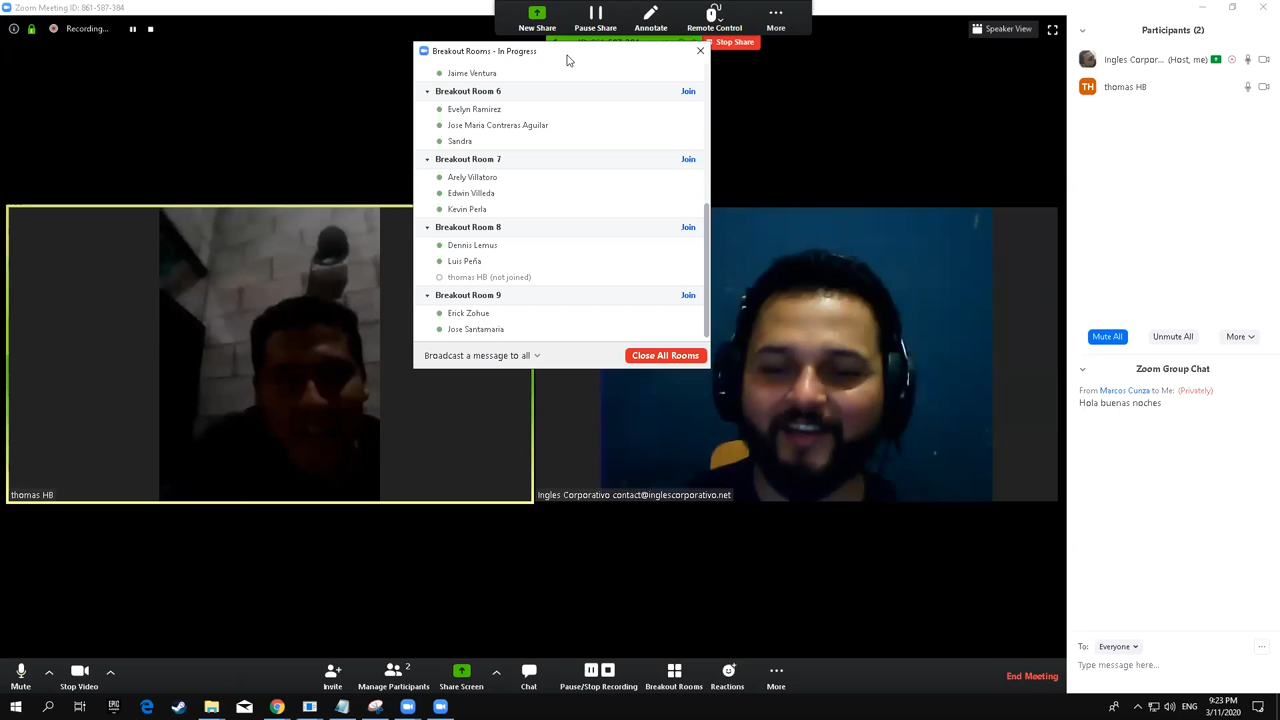 Zoom Meeting ID: 861-587-384
Recording...
New Share
Pause Share
Annotate
Remote Control
More
Stop Share
Speaker View
Breakout Rooms - In Progress
Jaime Ventura
Breakout Room 6
Join
Evelyn Ramirez
Jose Maria Contreras Aguilar
Sandra
Breakout Room 7
Join
Arely Villatoro
Edwin Villeda
Kevin Perla
Breakout Room 8
Join
Dennis Lemus
Luis Peña
thomas HB (not joined)
Breakout Room 9
Join
Erick Zohue
Jose Santamaria
Broadcast a message to all
Close All Rooms
thomas HB
Ingles Corporativo contact@inglescorporativo.net
Participants (2)
Ingles Corpor... (Host, me)
TH thomas HB
Mute All
Unmute All
More
Zoom Group Chat
From Marcos Cunza to Me: (Privately)
Hola buenas noches
To: Everyone
Type message here...
Mute
Stop Video
Invite
2
Manage Participants
Share Screen
Chat
Pause/Stop Recording
Breakout Rooms
Reactions
More
End Meeting
EPIC
ENG
9:23 PM
3/11/2020